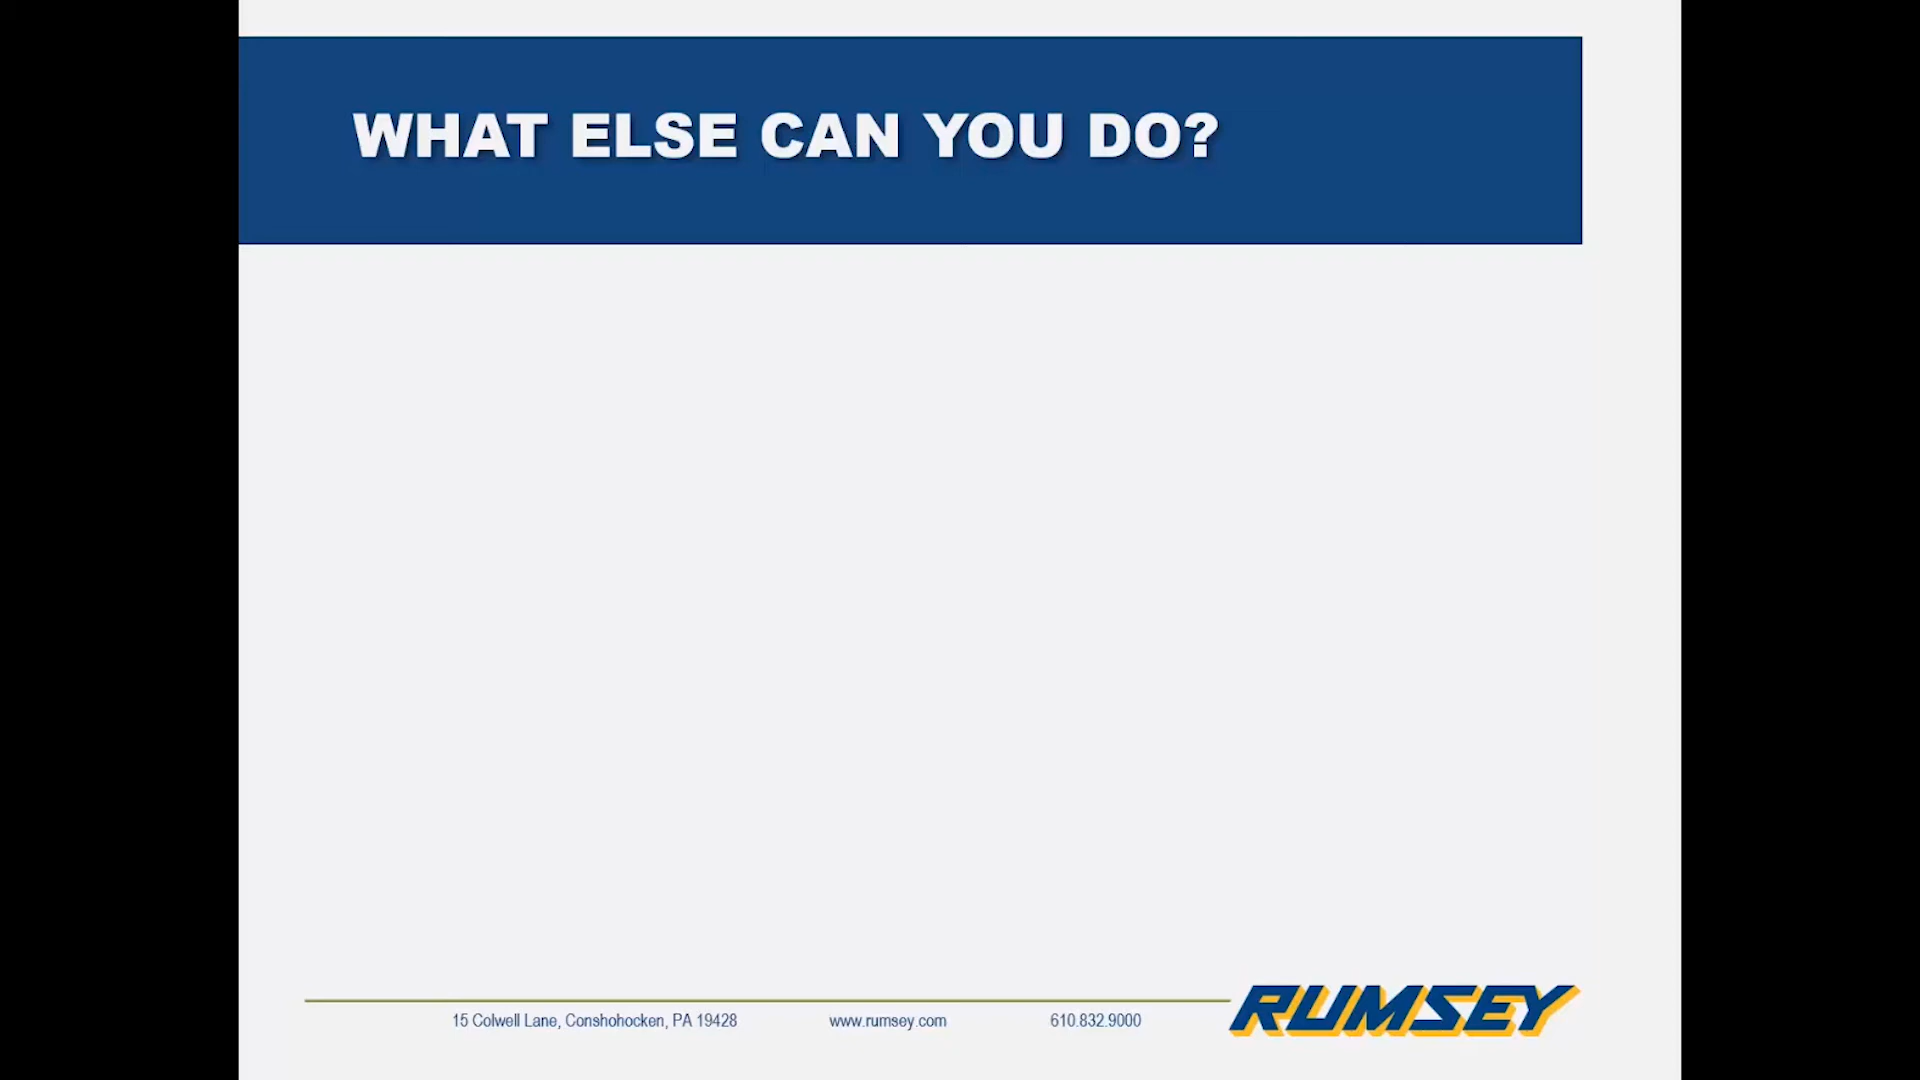 WHAT ELSE CAN YOU DO?
15 Colwell Lane, Conshohocken, PA 19428 www.rumsey.com 610.832.9000
RUMSEY